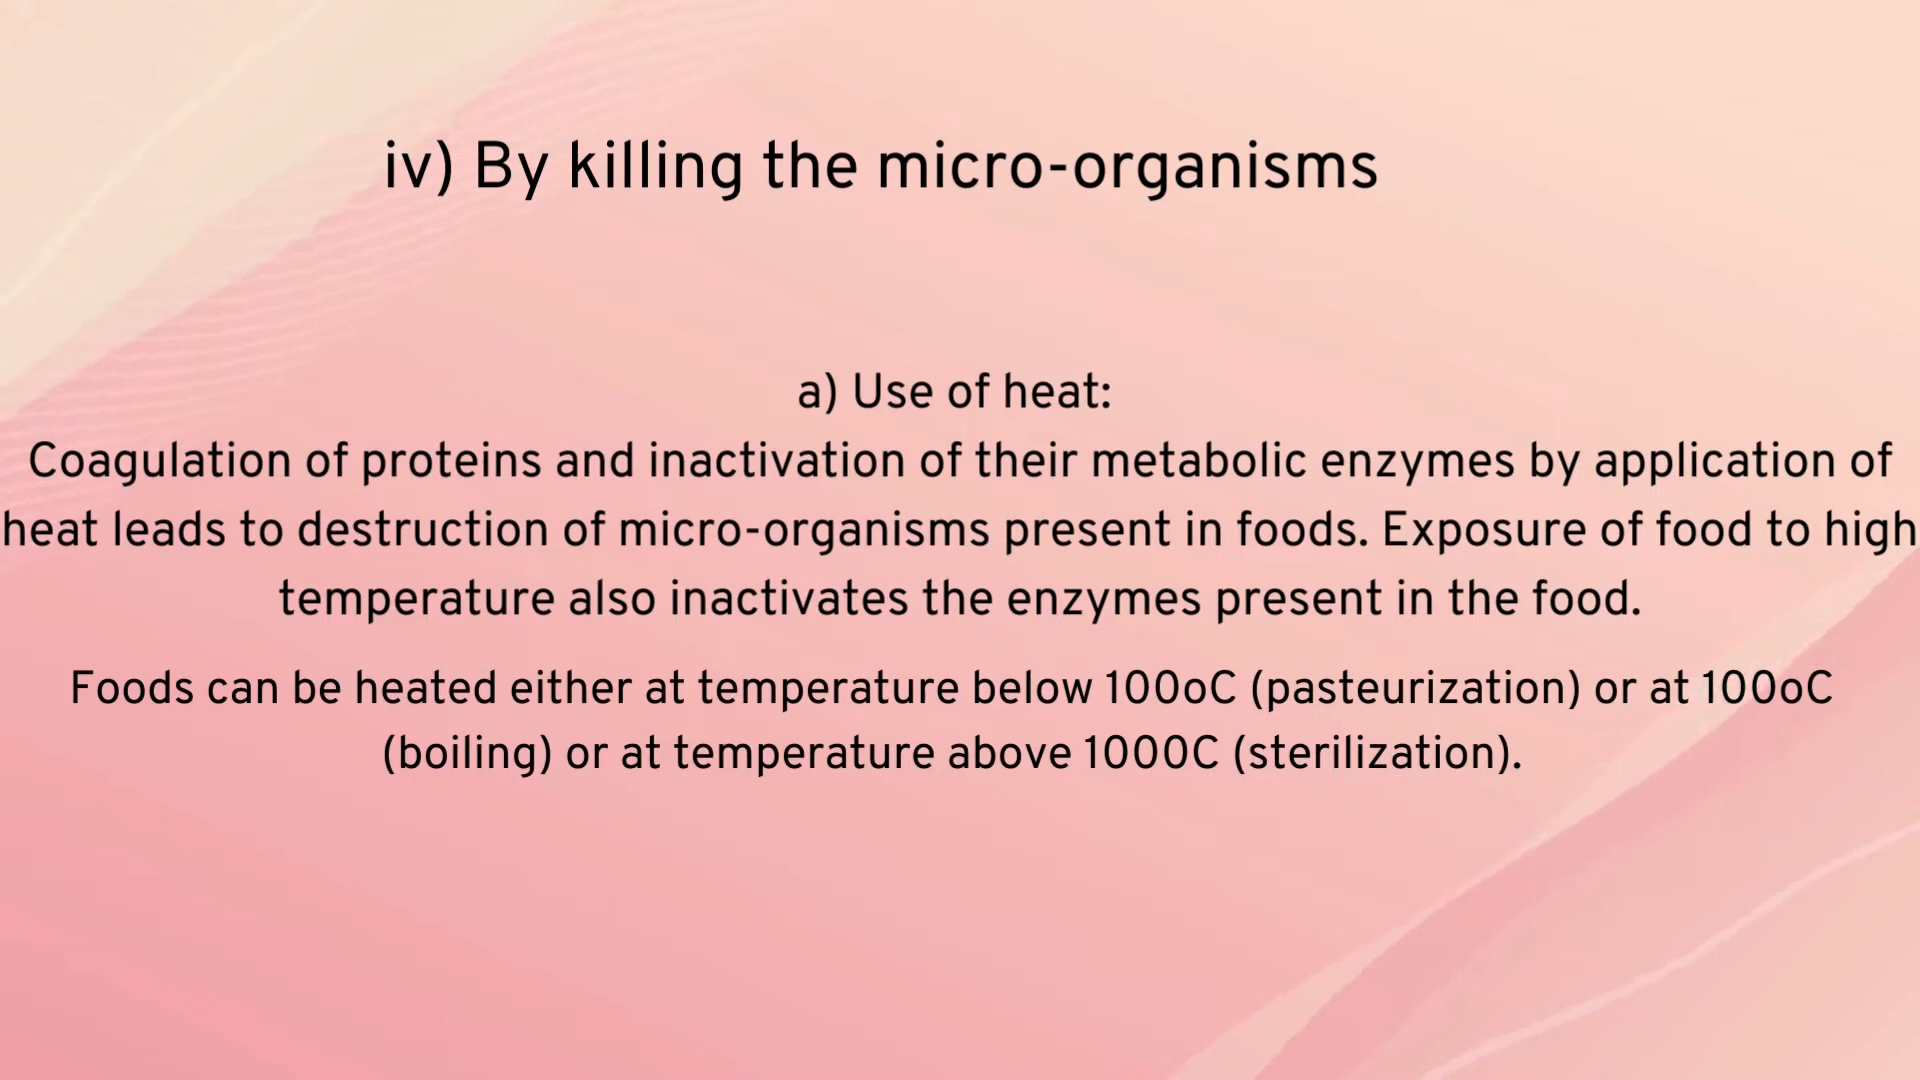 iv) By killing the micro-organisms
a) Use of heat:
Coagulation of proteins and inactivation of their metabolic enzymes by application of
heat leads to destruction of micro-organisms present in foods. Exposure of food to high
temperature also inactivates the enzymes present in the food.
Foods can be heated either at temperature below 100oC (pasteurization) or at 100oC
(boiling) or at temperature above 1000C (sterilization).